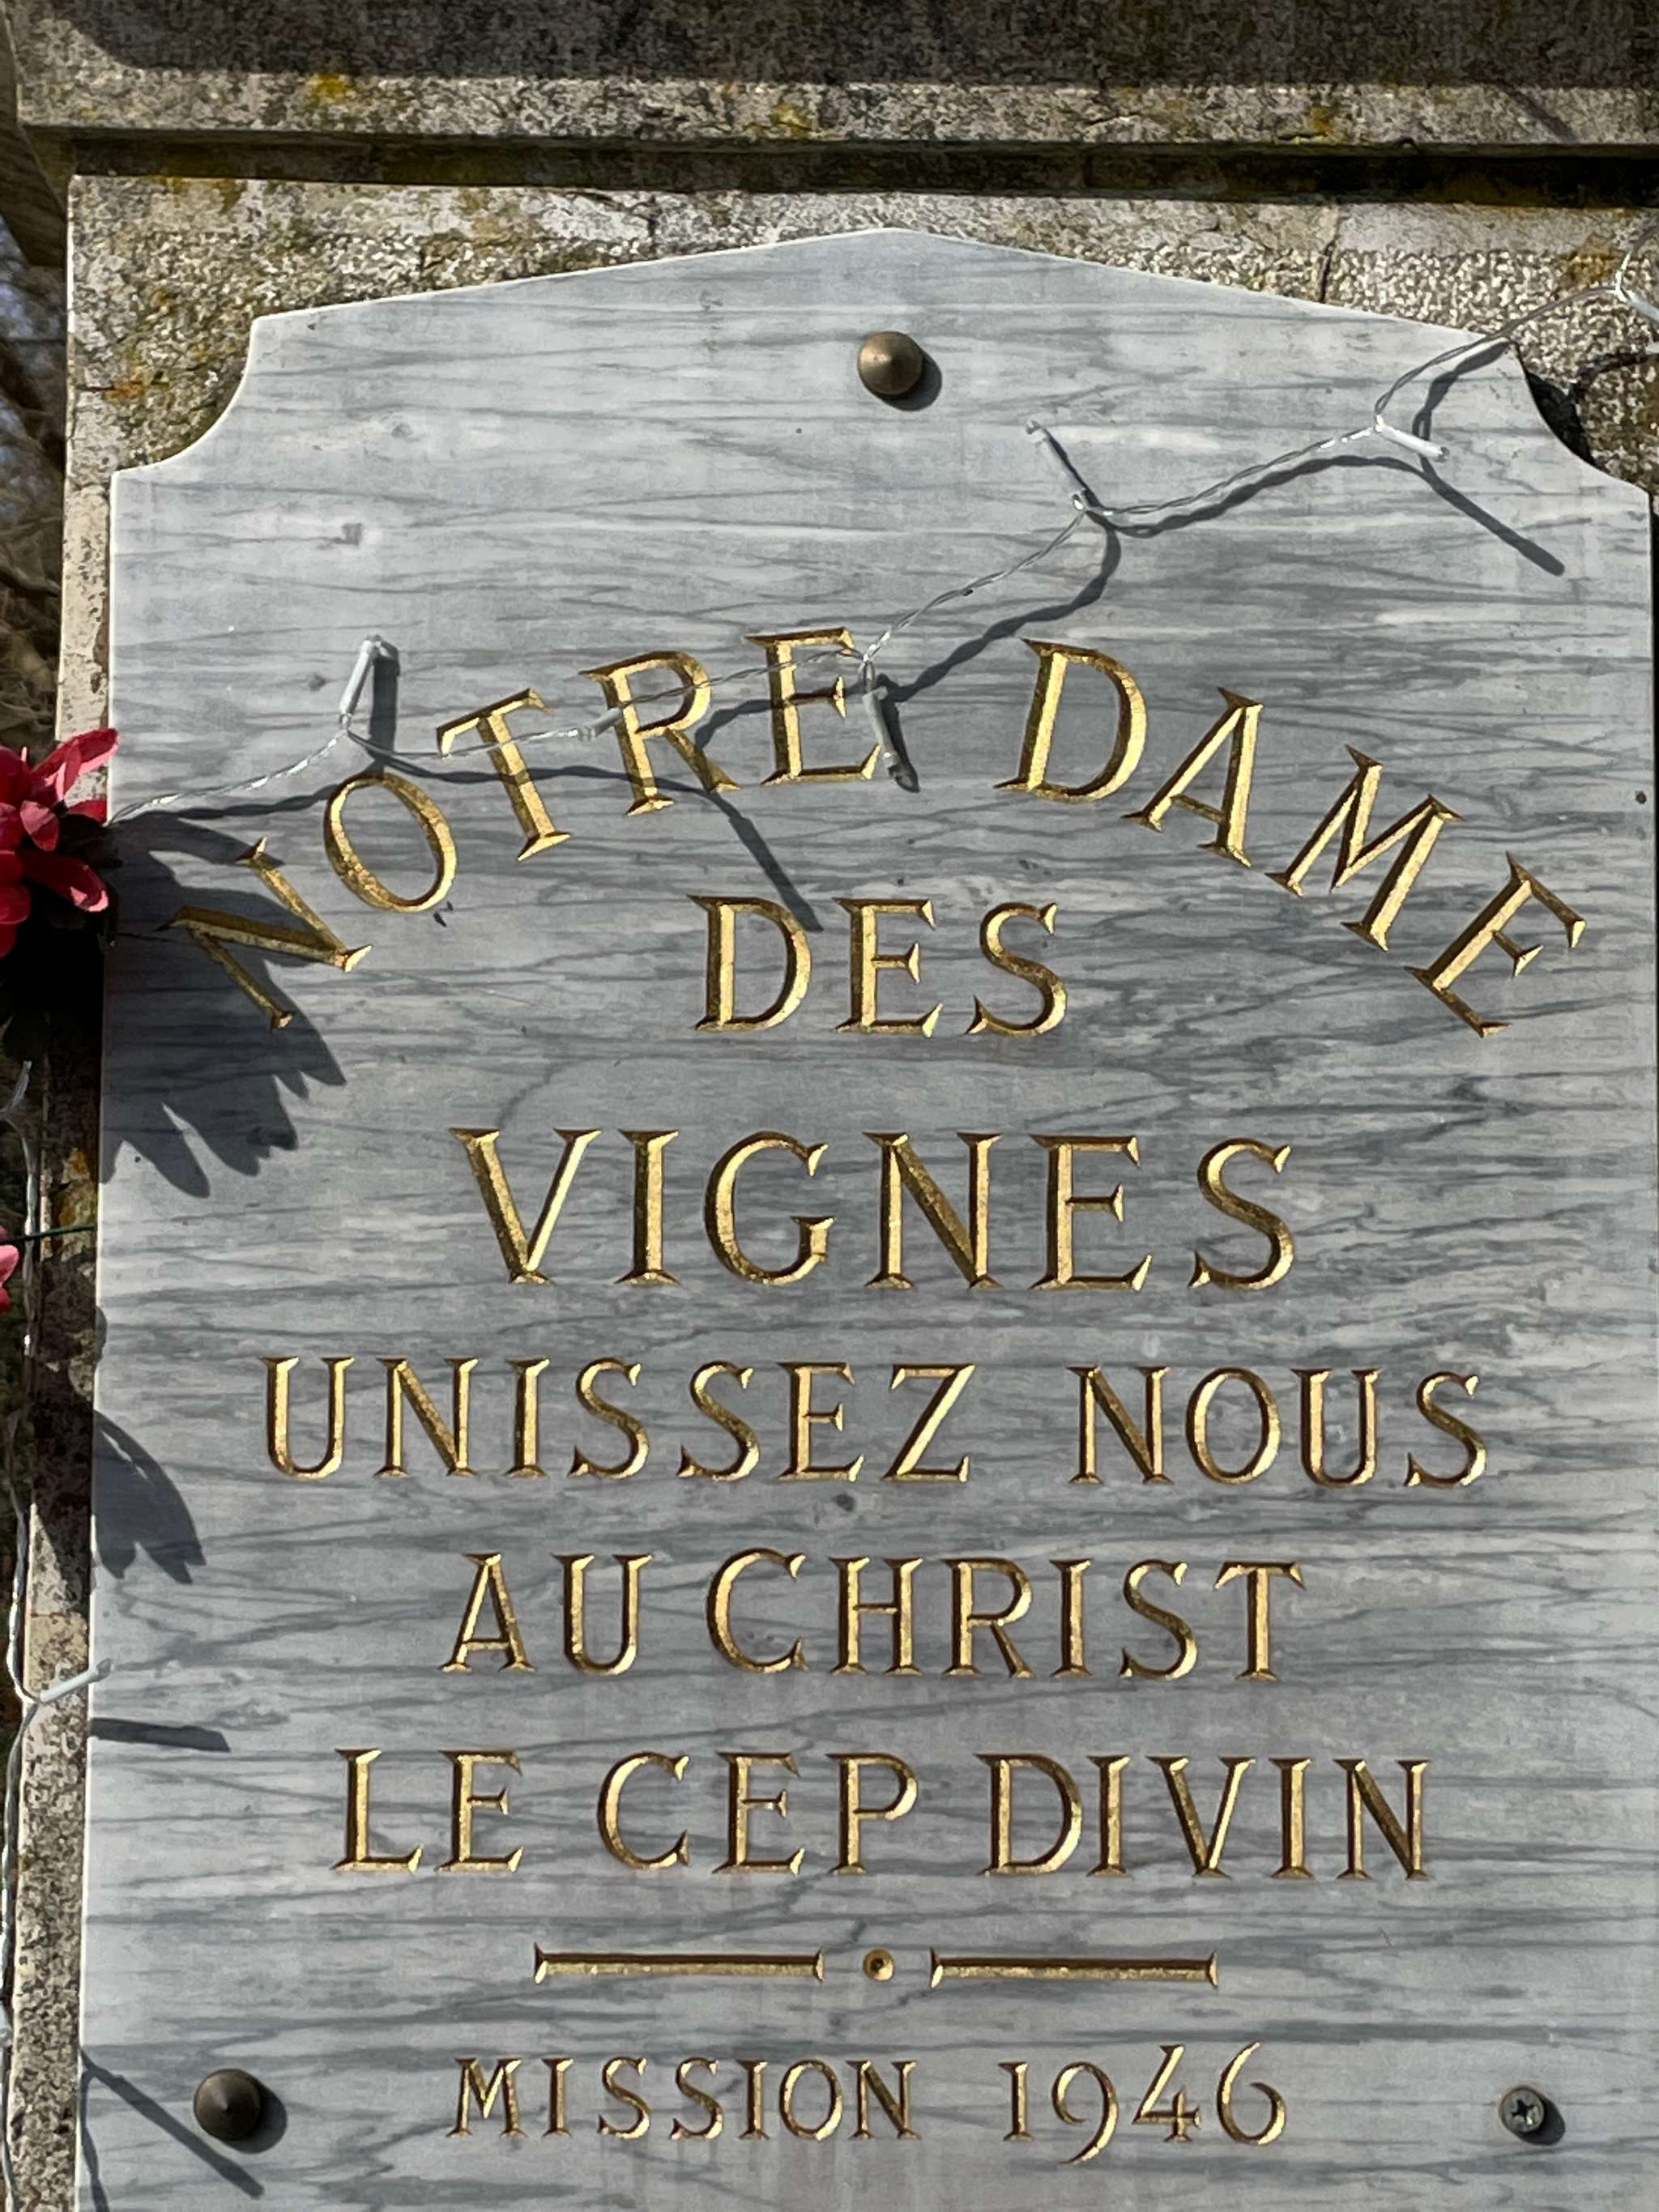 NOTRE DAME
DES
VIGNES
UNISSEZ NOUS
AU CHRIST
LE CEP DIVIN
MISSION 1946